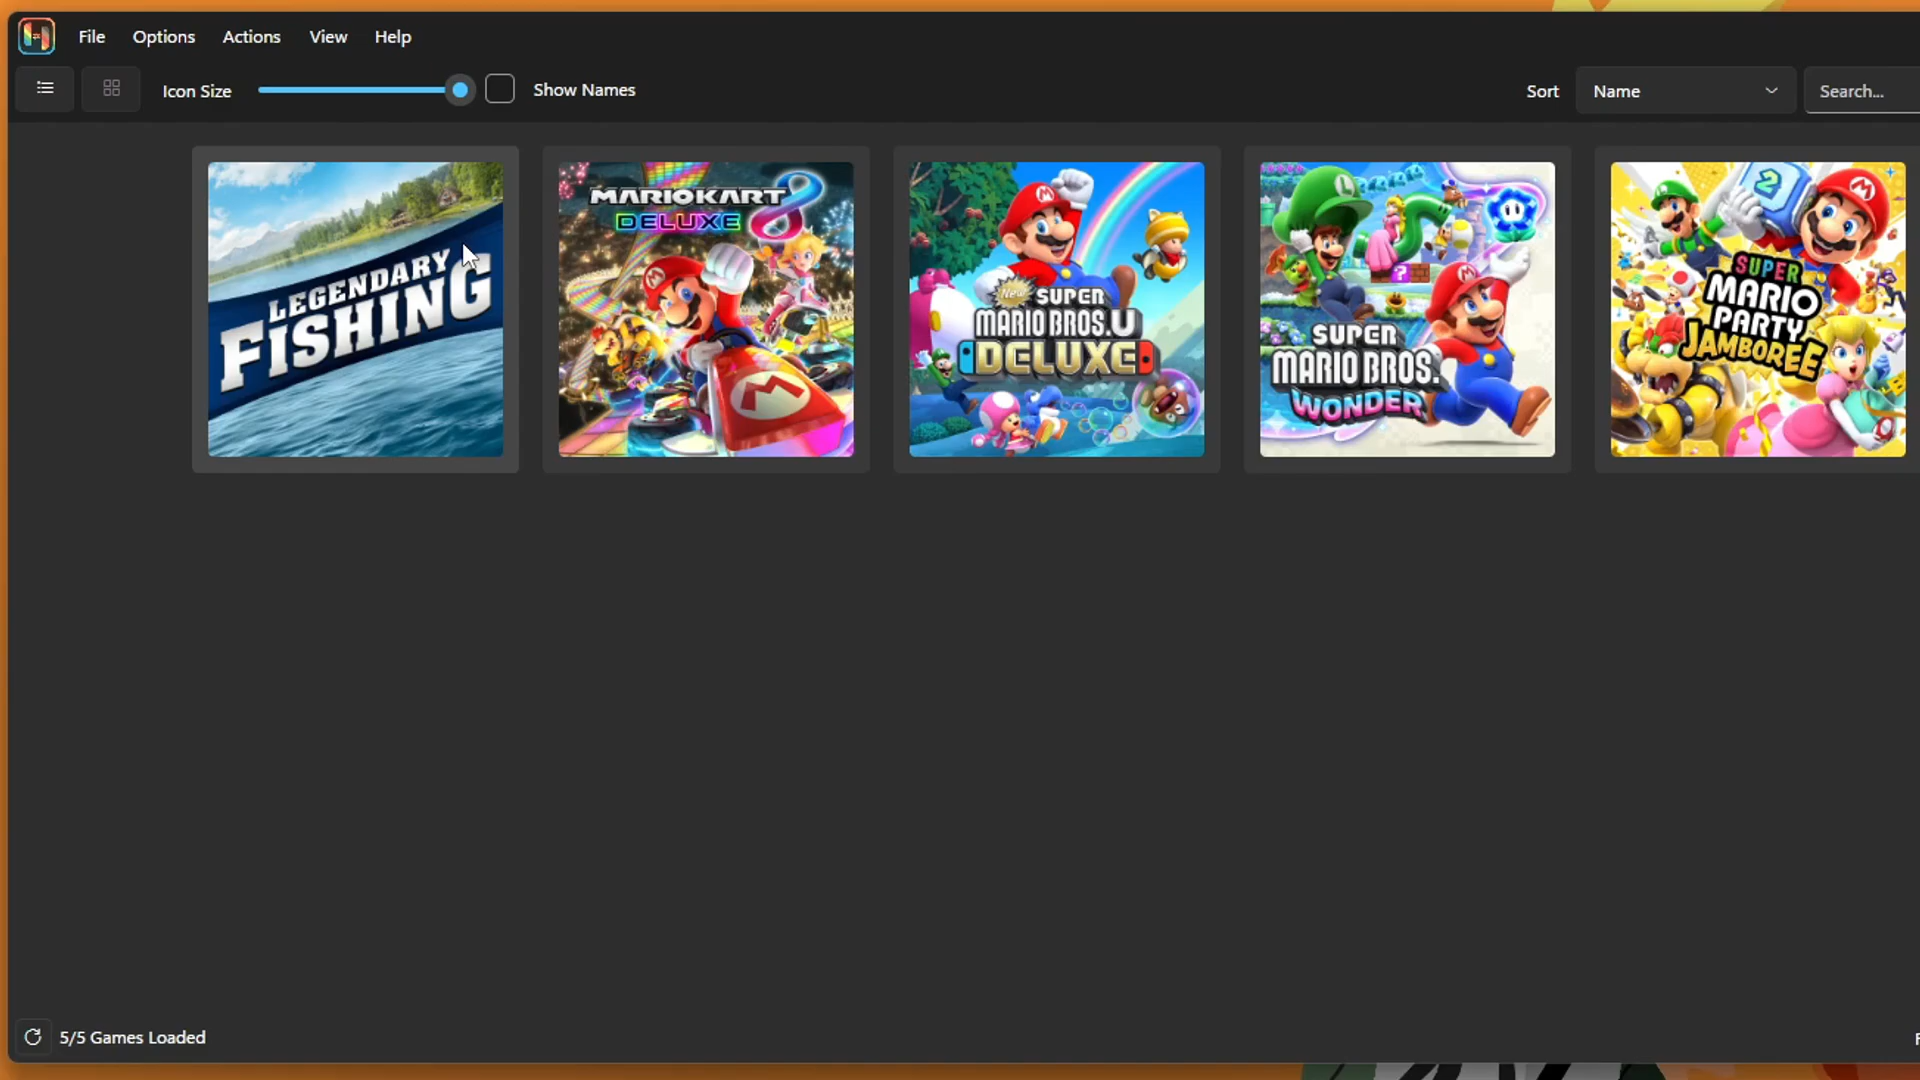 File Options Actions View Help
Icon Size Show Names Sort Name Search...
LEGENDARY
FISHING
MARIOKART 8
DELUXE
M
New
SUPER
MARIO BROS. U
DELUXE
L
?
SUPER
MARIO BROS.
WONDER
2
SUPER
MARIO
PARTY
JAMBOREE
5/5 Games Loaded